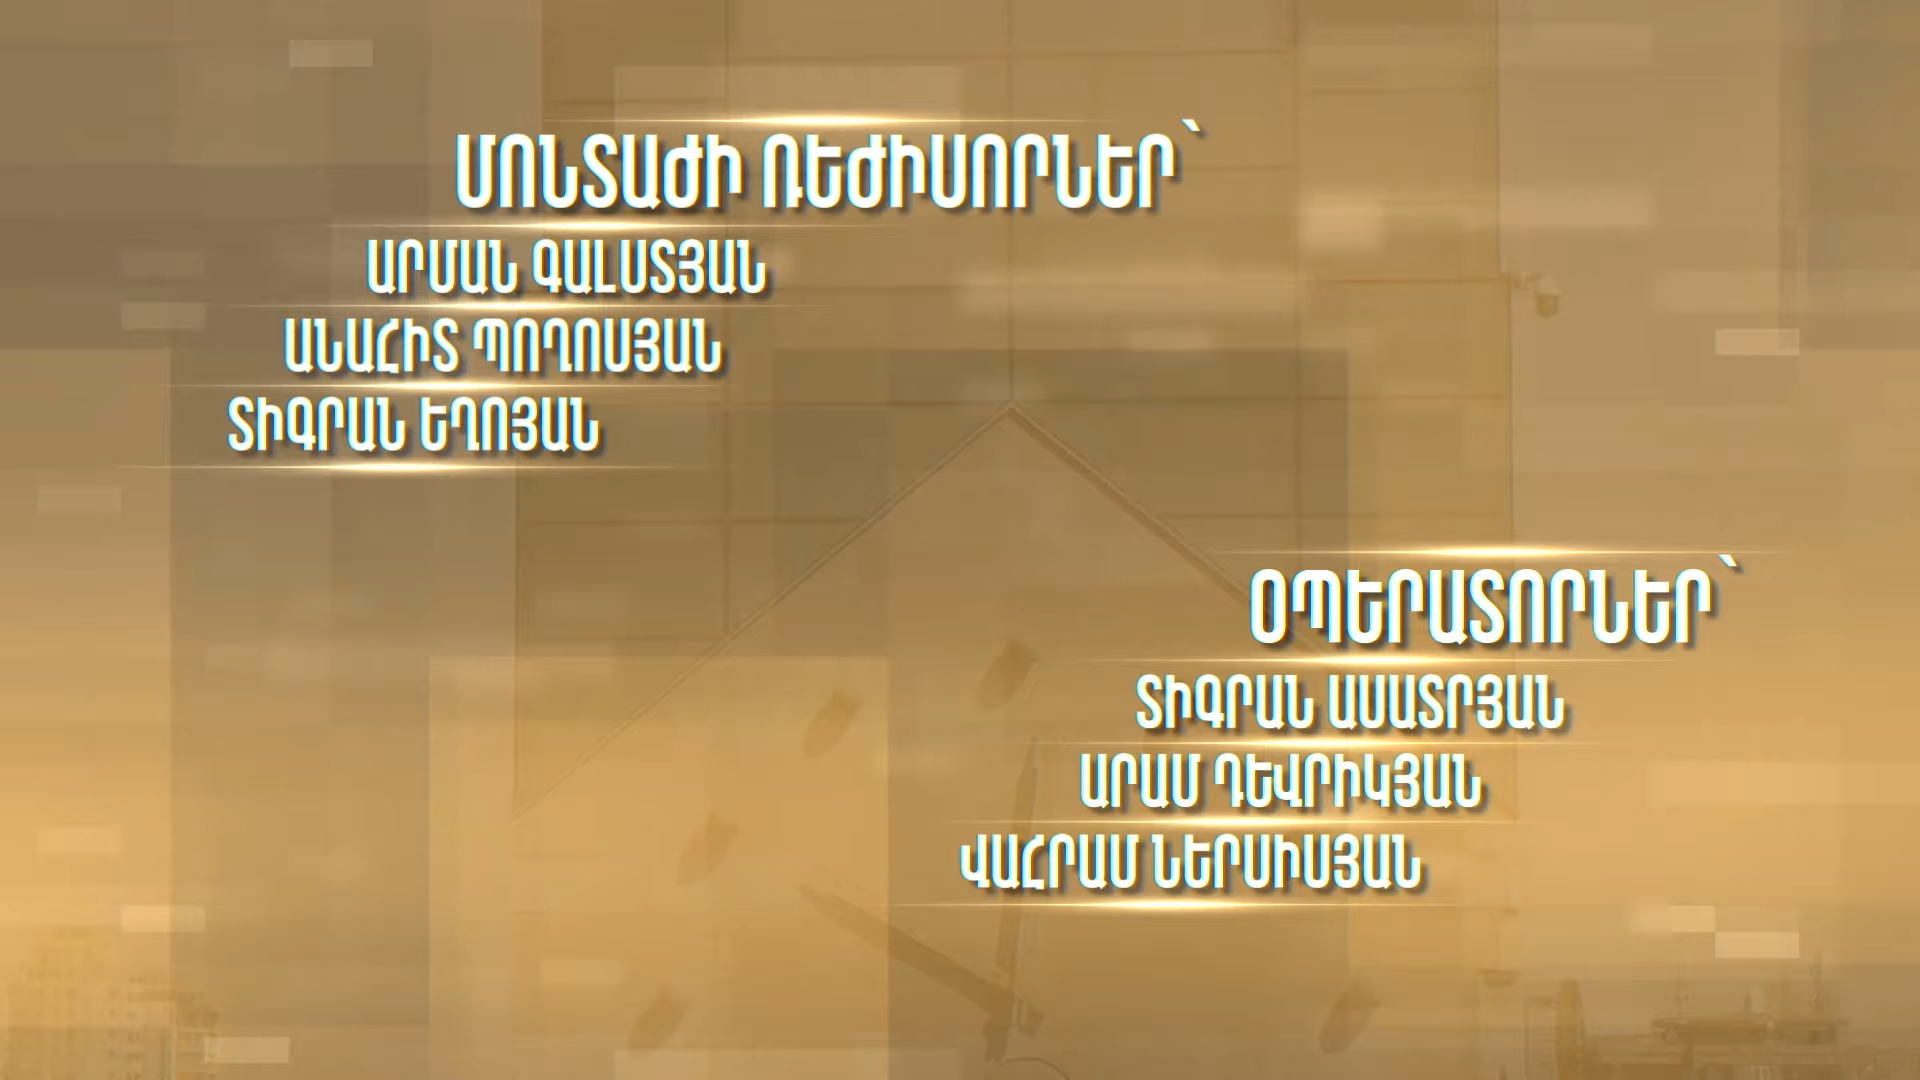 ՄՈՆՏԱԺԻ ՌԵԺԻՍՈՐՆԵՐ՝
ԱՐՄԱՆ ԳԱԼՍՏՅԱՆ
ԱՆԱՀԻՏ ՊՈՂՈՍՅԱՆ
ՏԻԳՐԱՆ ԵՂՈՅԱՆ
ՕՊԵՐԱՏՈՐՆԵՐ՝
ՏԻԳՐԱՆ ԱՍԱՏՐՅԱՆ
ԱՐԱՄ ԴԵՎՐԻԿՅԱՆ
ՎԱՀՐԱՄ ՆԵՐՍԻՍՅԱՆ